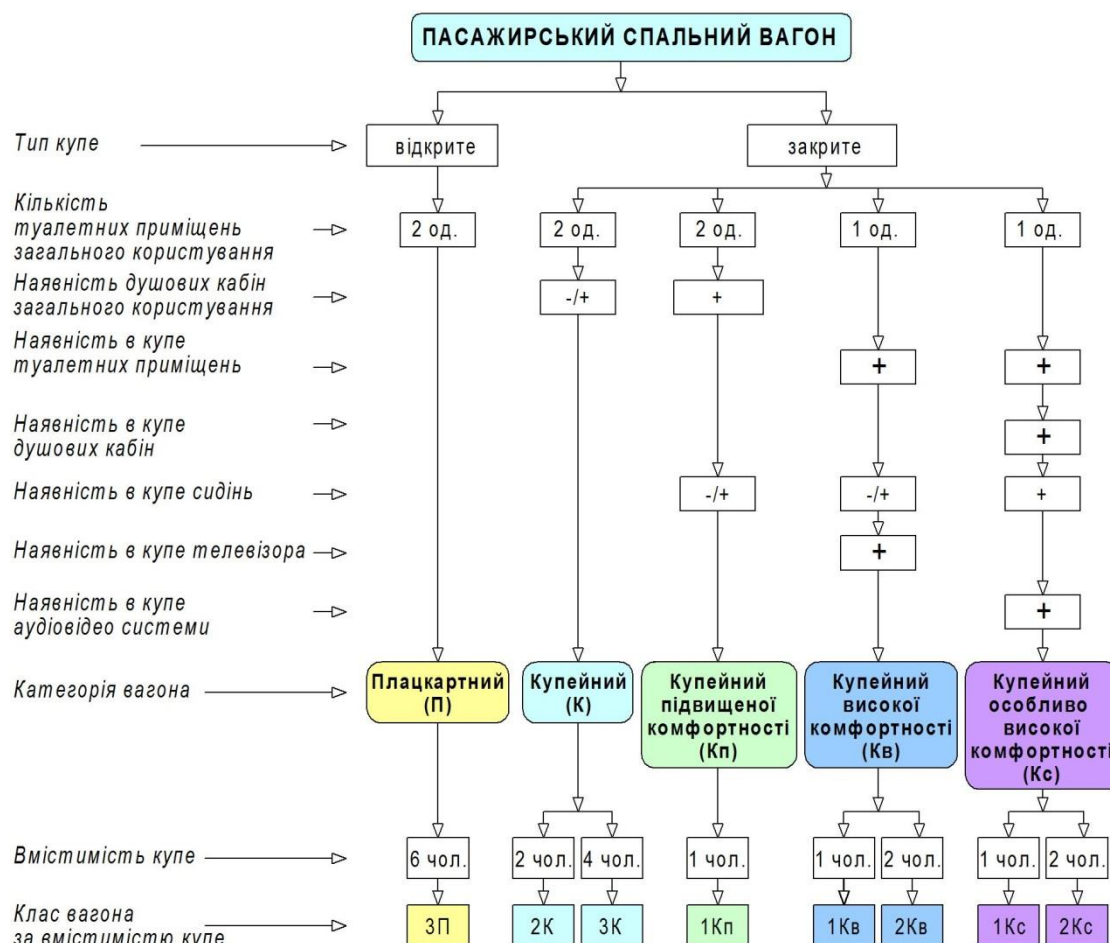 ПАСАЖИРСЬКИЙ СПАЛЬНИЙ ВАГОН
Тип купе
відкрите
закрите
Кількість
туалетних приміщень
загального користування
2 од.
2 од.
2 од.
1 од.
1 од.
Наявність душових кабін
загального користування
-/+
+
Наявність в купе
туалетних приміщень
+
+
Наявність в купе
душових кабін
+
Наявність в купе сидінь
-/+
-/+
+
Наявність в купе телевізора
+
Наявність в купе
аудіовідео системи
+
Категорія вагона
Плацкартний
(П)
Купейний
(К)
Купейний
підвищеної
комфортності
(Кп)
Купейний
високої
комфортності
(Кв)
Купейний
особливо
високої
комфортності
(Кс)
Вмістимість купе
6 чол.
2 чол.
4 чол.
1 чол.
1 чол.
2 чол.
1 чол.
2 чол.
Клас вагона
за вмістимістю купе
3П
2К
3К
1Кп
1Кв
2Кв
1Кс
2Кс